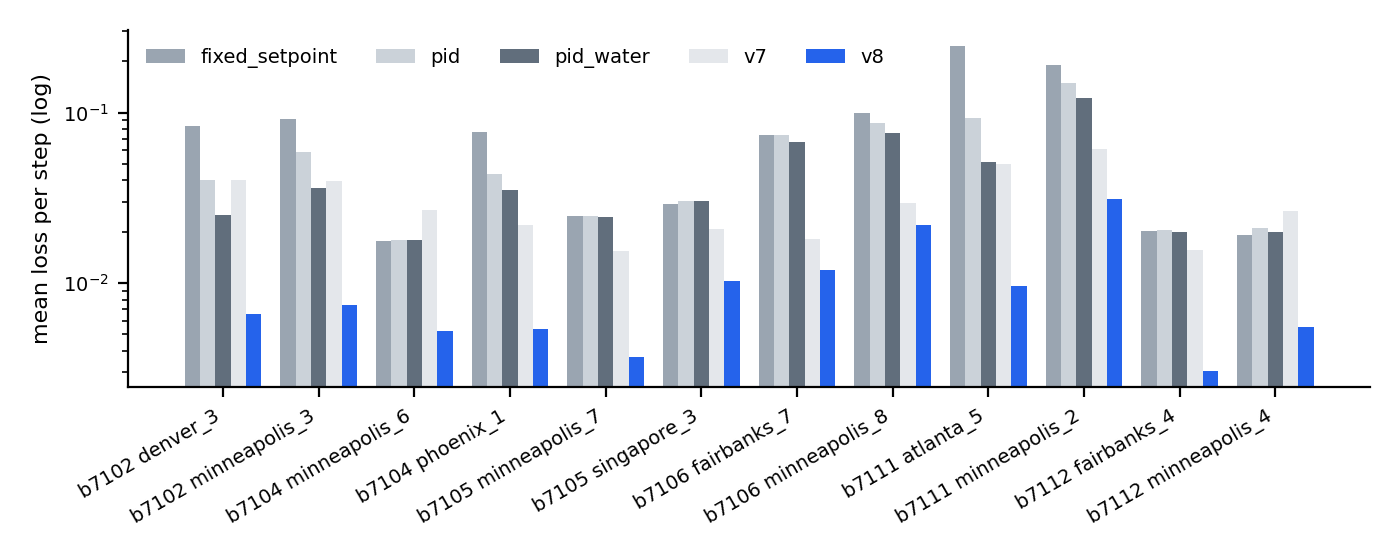 fixed_setpoint pid pid_water v7 v8
mean loss per step (log)
10⁻¹
10⁻²
b7102 denver_3
b7102 minneapolis_3
b7104 minneapolis_6
b7104 phoenix_1
b7105 minneapolis_7
b7105 singapore_3
b7106 fairbanks_7
b7106 minneapolis_8
b7111 atlanta_5
b7111 minneapolis_2
b7112 fairbanks_4
b7112 minneapolis_4